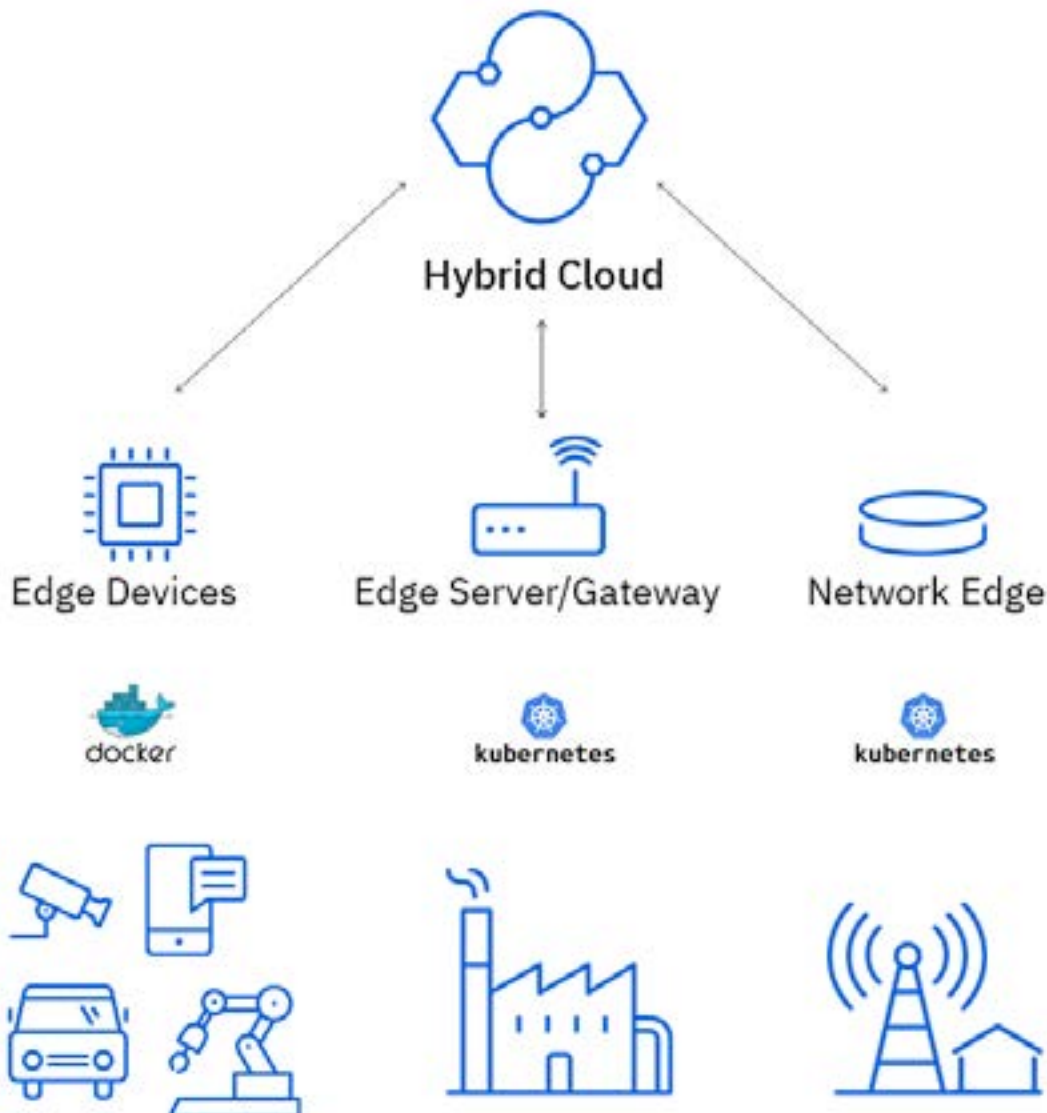 Hybrid Cloud
Edge Devices
Edge Server/Gateway
Network Edge
docker
kubernetes
kubernetes